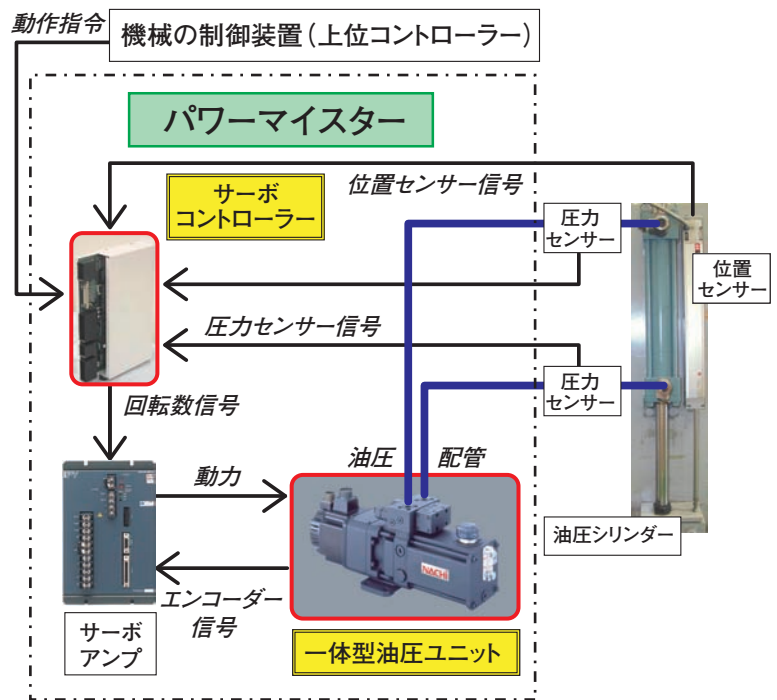 動作指令
機械の制御装置（上位コントローラー）
パワーマイスター
サーボ
コントローラー
位置センサー信号
圧力
センサー
位置
センサー
圧力センサー信号
圧力
センサー
回転数信号
動力
油圧
配管
NACHI
油圧シリンダー
エンコーダー
信号
サーボ
アンプ
一体型油圧ユニット